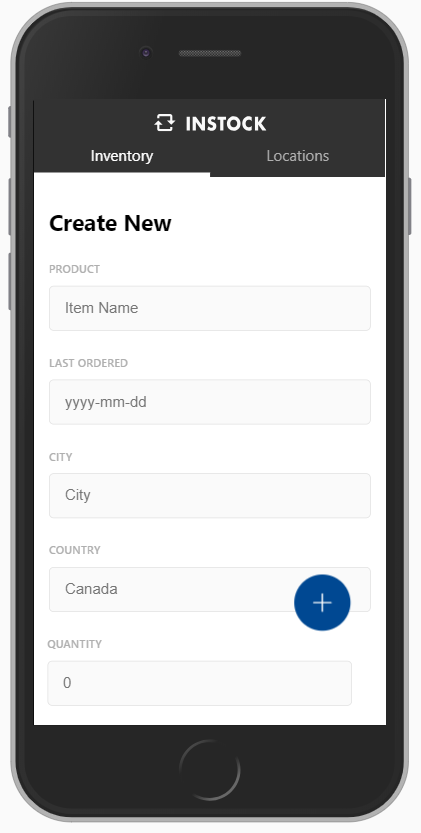 INSTOCK
Inventory Locations
Create New
PRODUCT
Item Name
LAST ORDERED
yyyy-mm-dd
CITY
City
COUNTRY
Canada
QUANTITY
0